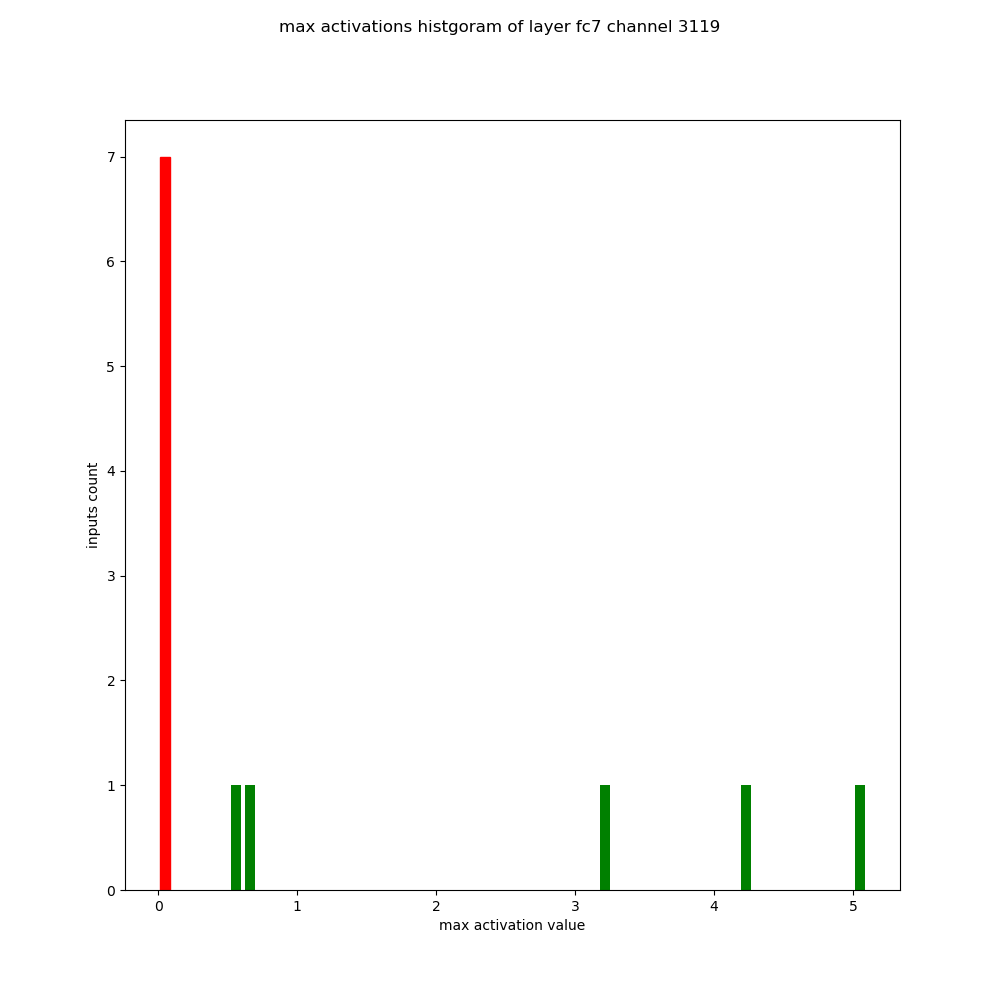 max activations histgoram of layer fc7 channel 3119
7
6
5
4
3
2
1
0
inputs count
0 1 2 3 4 5
max activation value